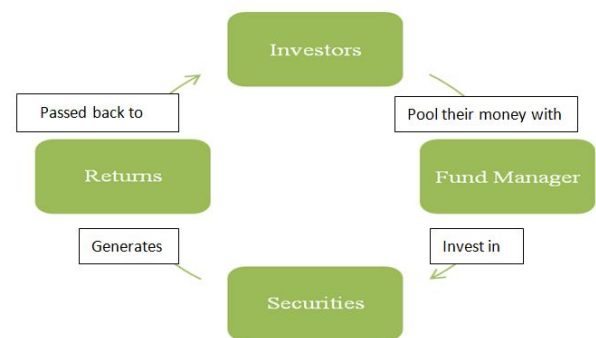 Investors
Pool their money with
Fund Manager
Invest in
Securities
Generates
Returns
Passed back to